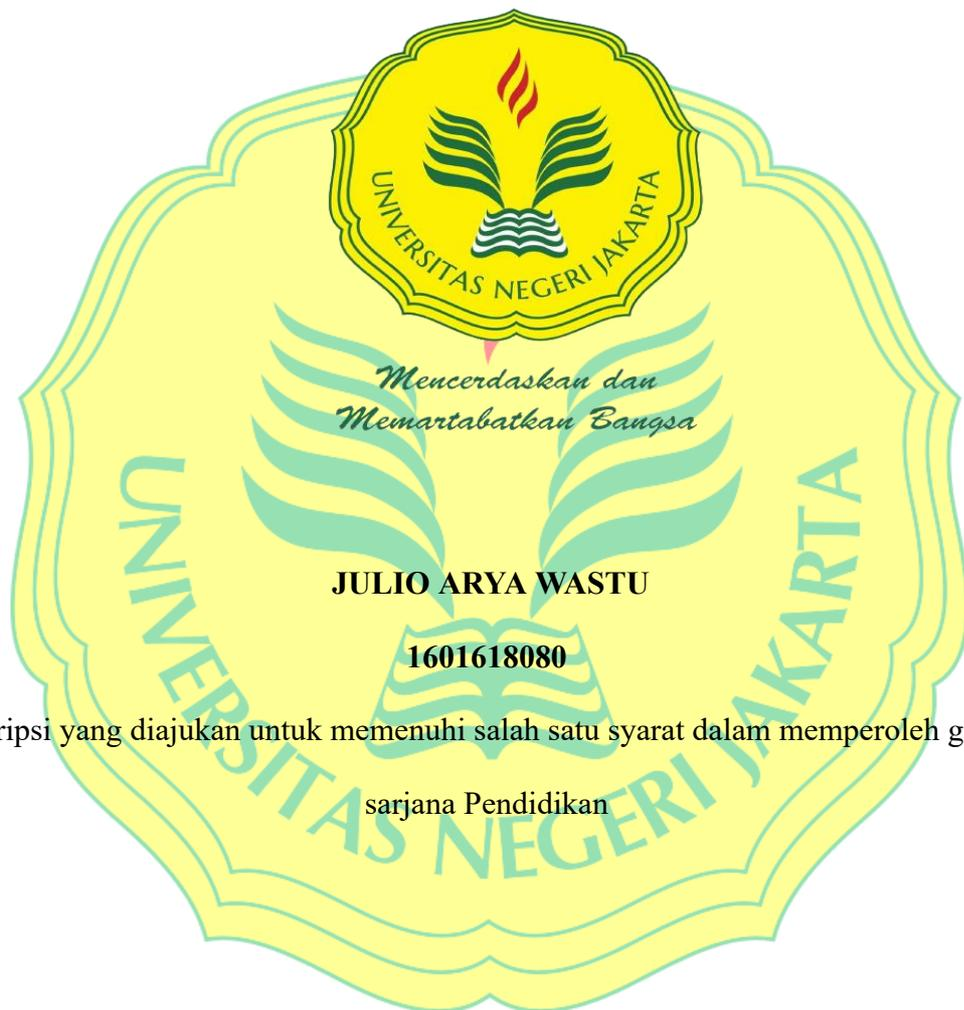 UNIVERSITAS NEGERI JAKARTA
Mencerdaskan dan
Memartabatkan Bangsa
JULIO ARYA WASTU
1601618080
ripsi yang diajukan untuk memenuhi salah satu syarat dalam memperoleh g
sarjana Pendidikan
UNIVERSITAS NEGERI JAKARTA